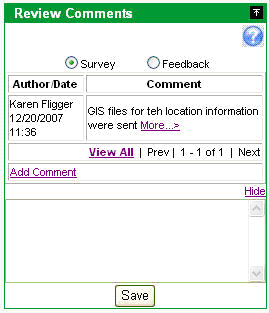 Review Comments
?
Survey Feedback
Author/Date Comment
Karen Fligger
12/20/2007
11:36
GIS files for teh location information
were sent More...>
View All | Prev | 1 - 1 of 1 | Next
Add Comment
Hide
Save